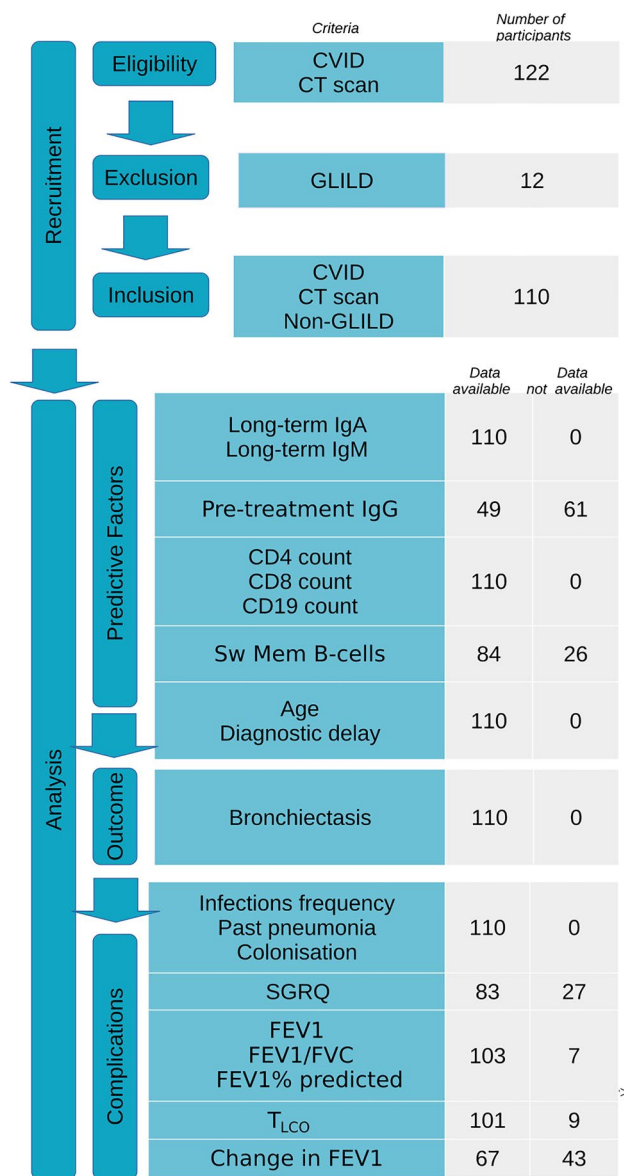 Criteria
Number of
participants
Recruitment
Eligibility
CVID
CT scan
122
Exclusion
GLILD
12
Inclusion
CVID
CT scan
Non-GLILD
110
Data
available
Data
not available
Analysis
Predictive Factors
Long-term IgA
Long-term IgM
110
0
Pre-treatment IgG
49
61
CD4 count
CD8 count
CD19 count
110
0
Sw Mem B-cells
84
26
Age
Diagnostic delay
110
0
Outcome
Bronchiectasis
110
0
Complications
Infections frequency
Past pneumonia
Colonisation
110
0
SGRQ
83
27
FEV1
FEV1/FVC
FEV1% predicted
103
7
TLCO
101
9
Change in FEV1
67
43